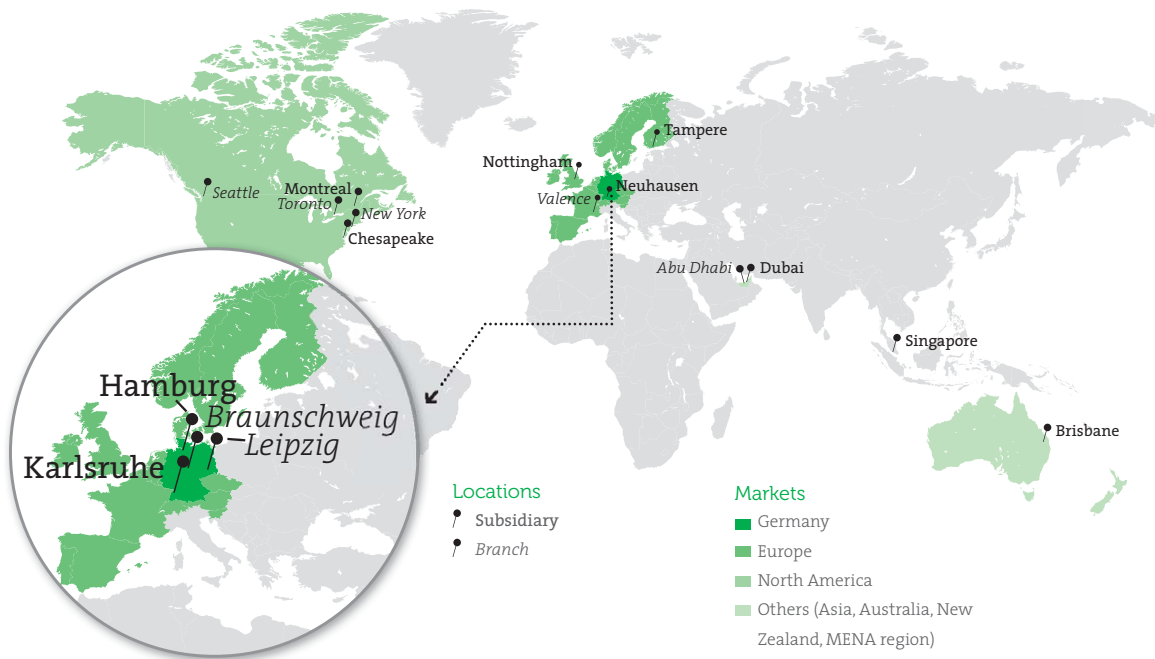 Tampere
Nottingham
Neuhausen
Valence
Seattle
Montreal
Toronto
New York
Chesapeake
Abu Dhabi
Dubai
Singapore
Brisbane
Hamburg
Braunschweig
Leipzig
Karlsruhe
Locations
Subsidiary
Branch
Markets
Germany
Europe
North America
Others (Asia, Australia, New
Zealand, MENA region)